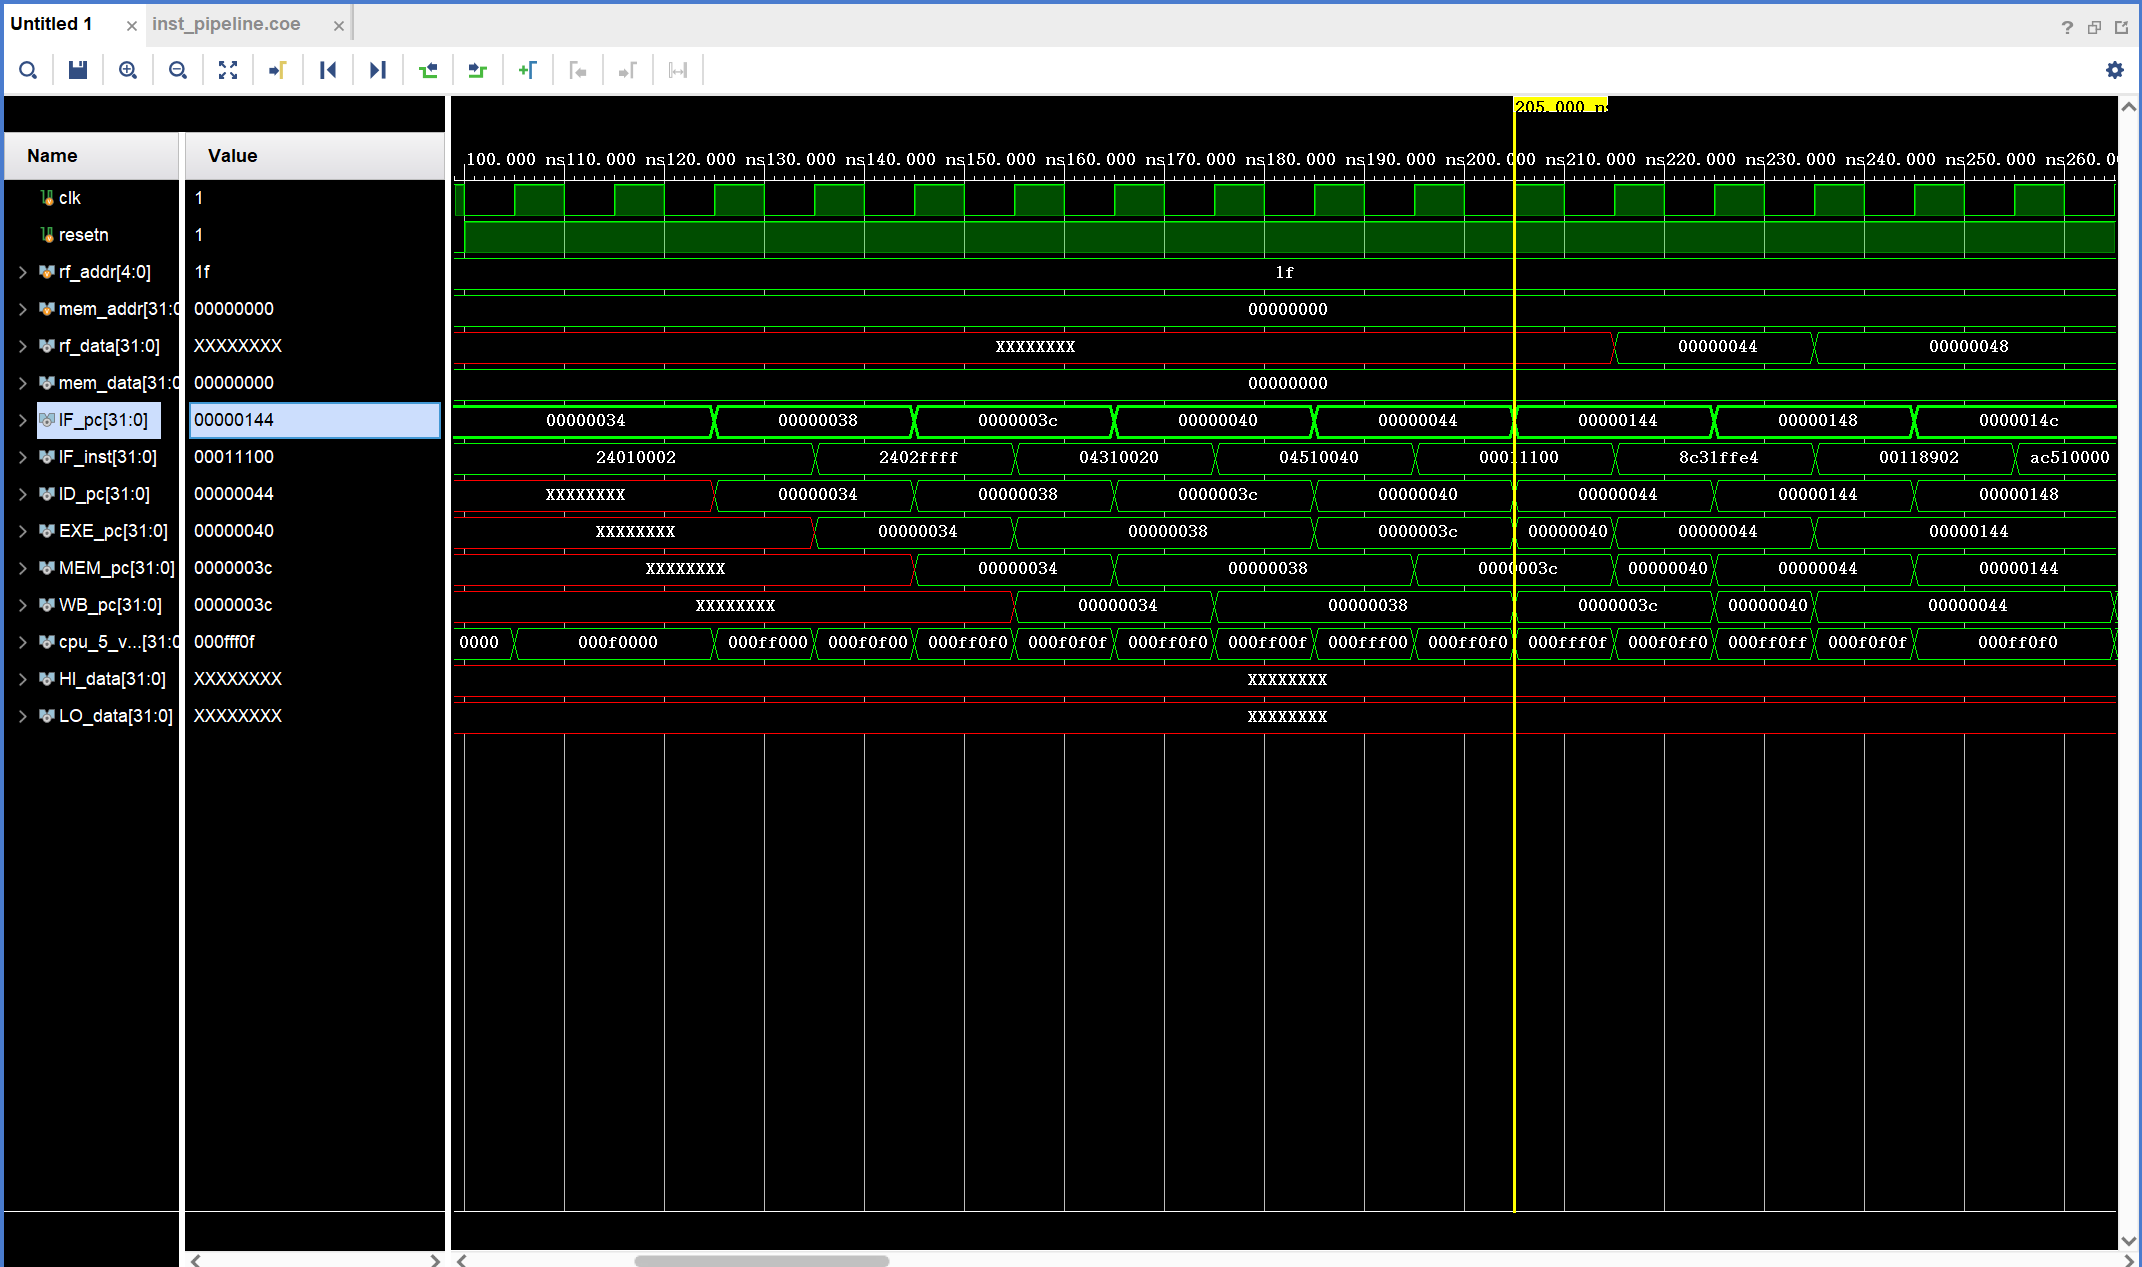 Untitled 1 × inst_pipeline.coe ×
205.000 ns
Name Value
100.000 ns 110.000 ns 120.000 ns 130.000 ns 140.000 ns 150.000 ns 160.000 ns 170.000 ns 180.000 ns 190.000 ns 200.000 ns 210.000 ns 220.000 ns 230.000 ns 240.000 ns 250.000 ns 260.0
clk 1
resetn 1
rf_addr[4:0] 1f 1f
mem_addr[31:0 00000000 00000000
rf_data[31:0] XXXXXXXX XXXXXXXX 00000044 00000048
mem_data[31:0 00000000 00000000
IF_pc[31:0] 00000144 00000034 00000038 0000003c 00000040 00000044 00000144 00000148 0000014c
IF_inst[31:0] 00011100 24010002 2402ffff 04310020 04510040 00011100 8c31ffe4 00118902 ac510000
ID_pc[31:0] 00000044 XXXXXXXX 00000034 00000038 0000003c 00000040 00000044 00000144 00000148
EXE_pc[31:0] 00000040 XXXXXXXX 00000034 00000038 0000003c 00000040 00000044 00000144
MEM_pc[31:0] 0000003c XXXXXXXX 00000034 00000038 0000003c 00000040 00000044 00000144
WB_pc[31:0] 0000003c XXXXXXXX 00000034 00000038 0000003c 00000040 00000044
cpu_5_v...[31:0 000fff0f 0000 000f0000 000ff000 000f0f00 000ff0f0 000f0f0f 000ff0f0 000ff00f 000fff00 000ff0f0 000fff0f 000f0ff0 000ff0ff 000f0f0f 000ff0f0
HI_data[31:0] XXXXXXXX XXXXXXXX
LO_data[31:0] XXXXXXXX XXXXXXXX